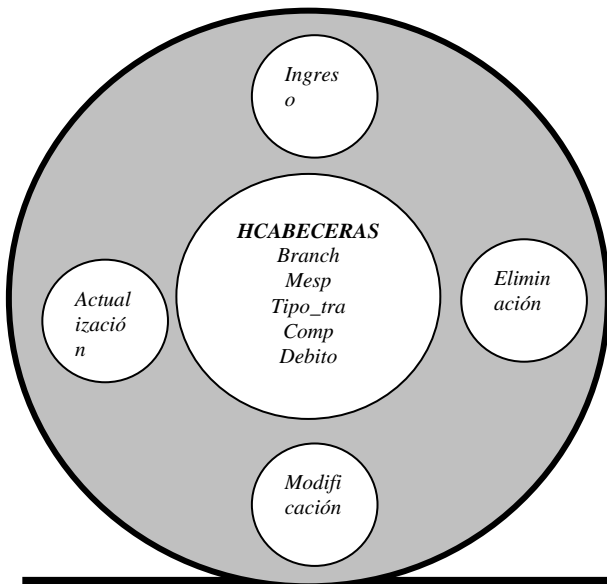 Ingres
o
HCABECERAS
Branch
Mesp
Tipo_tra
Comp
Debito
Actual
izació
n
Elimin
ación
Modifi
cación